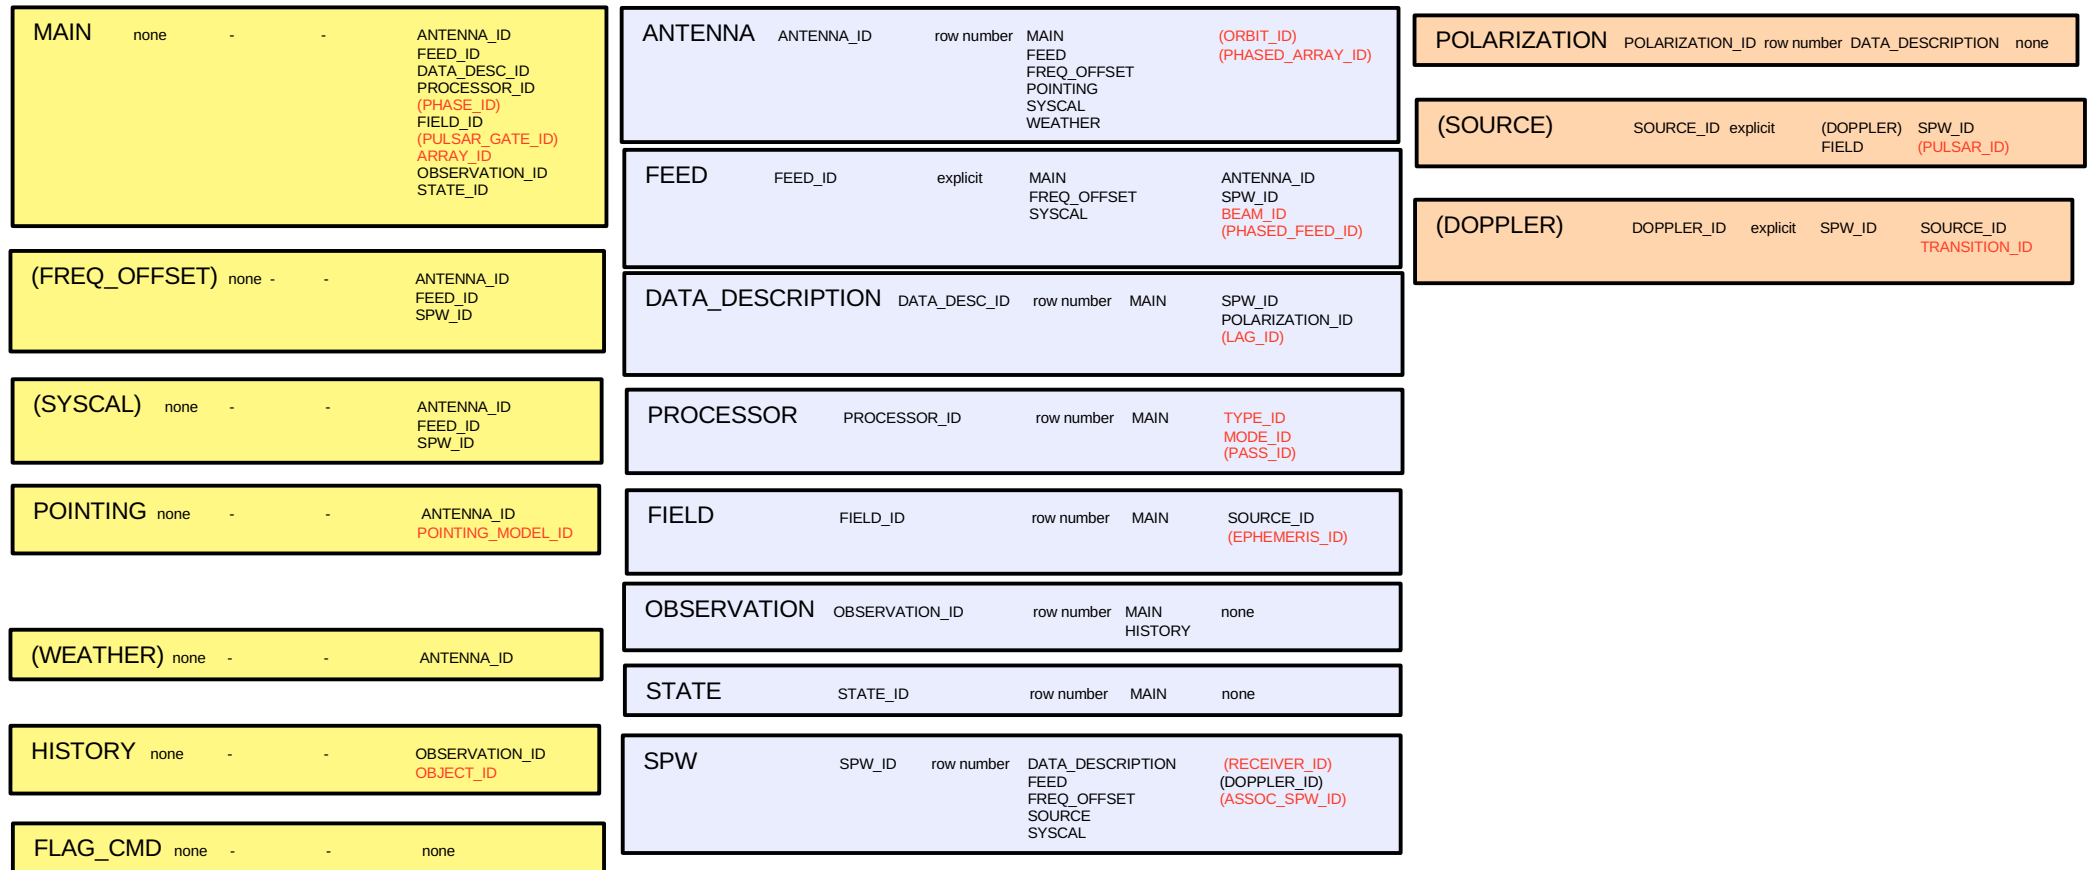 MAIN none - - ANTENNA_ID
FEED_ID
DATA_DESC_ID
PROCESSOR_ID
(PHASE_ID)
FIELD_ID
(PULSAR_GATE_ID)
ARRAY_ID
OBSERVATION_ID
STATE_ID
(FREQ_OFFSET) none - - ANTENNA_ID
FEED_ID
SPW_ID
(SYSCAL) none - - ANTENNA_ID
FEED_ID
SPW_ID
POINTING none - - ANTENNA_ID
POINTING_MODEL_ID
(WEATHER) none - - ANTENNA_ID
HISTORY none - - OBSERVATION_ID
OBJECT_ID
FLAG_CMD none - - none
ANTENNA ANTENNA_ID row number MAIN (ORBIT_ID)
FEED (PHASED_ARRAY_ID)
FREQ_OFFSET
POINTING
SYSCAL
WEATHER
FEED FEED_ID explicit MAIN ANTENNA_ID
FREQ_OFFSET SPW_ID
SYSCAL BEAM_ID
(PHASED_FEED_ID)
DATA_DESCRIPTION DATA_DESC_ID row number MAIN SPW_ID
POLARIZATION_ID
(LAG_ID)
PROCESSOR PROCESSOR_ID row number MAIN TYPE_ID
MODE_ID
(PASS_ID)
FIELD FIELD_ID row number MAIN SOURCE_ID
(EPHEMERIS_ID)
OBSERVATION OBSERVATION_ID row number MAIN none
HISTORY
STATE STATE_ID row number MAIN none
SPW SPW_ID row number DATA_DESCRIPTION (RECEIVER_ID)
FEED (DOPPLER_ID)
FREQ_OFFSET (ASSOC_SPW_ID)
SOURCE
SYSCAL
POLARIZATION POLARIZATION_ID row number DATA_DESCRIPTION none
(SOURCE) SOURCE_ID explicit (DOPPLER) SPW_ID
FIELD (PULSAR_ID)
(DOPPLER) DOPPLER_ID explicit SPW_ID SOURCE_ID
TRANSITION_ID